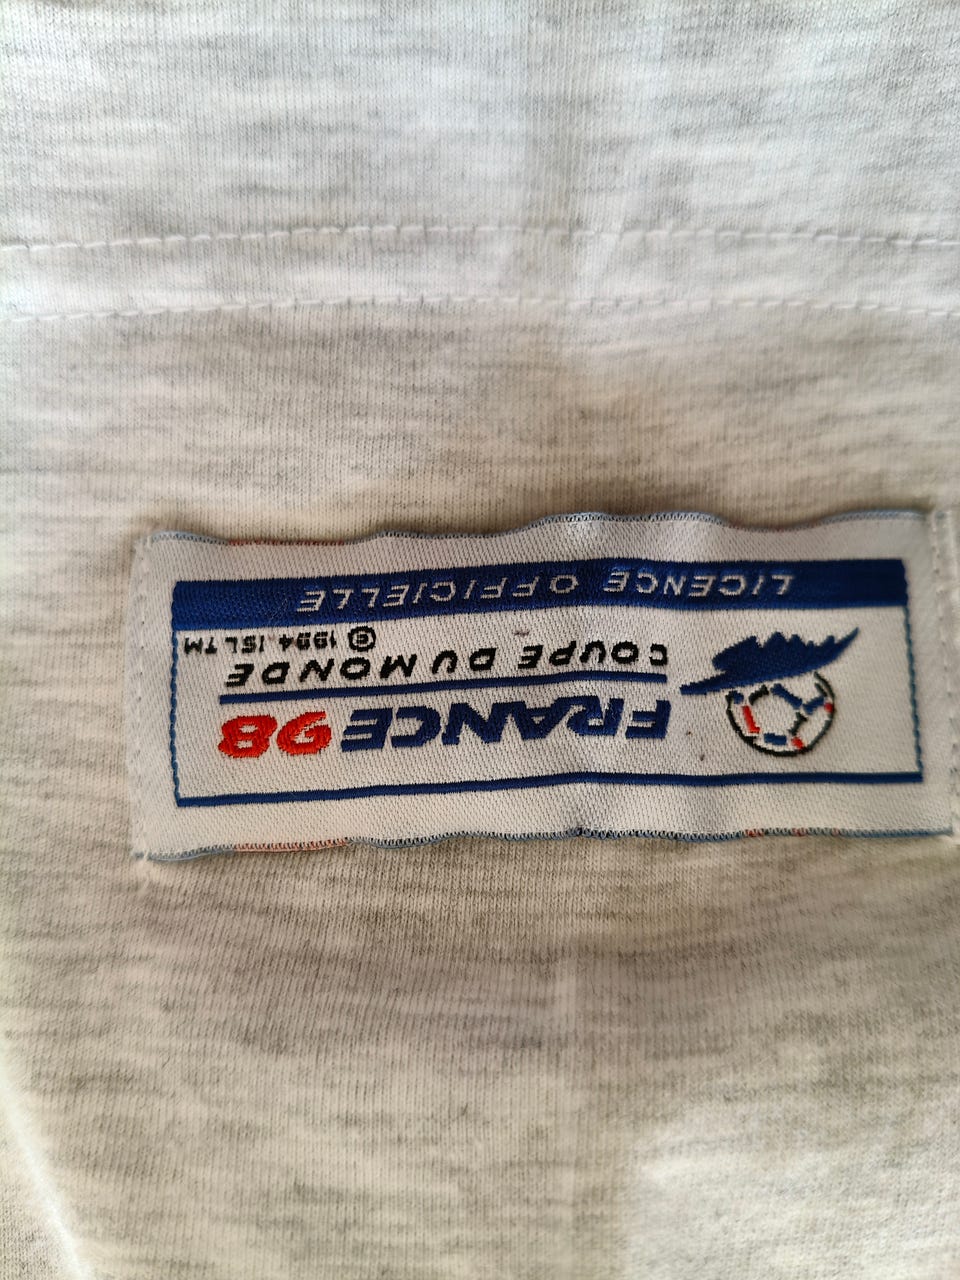 FRANCE 98
COUPE DU MONDE
© 1994 ISL TM
LICENCE OFFICIELLE